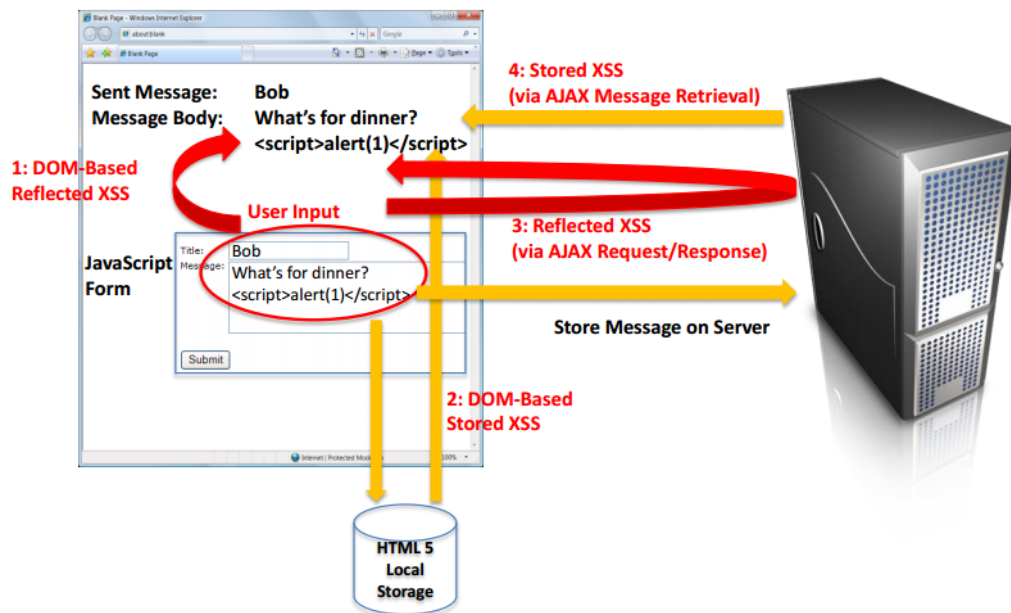 Blank Page - Windows Internet Explorer
about:blank
Google
Blank Page
Page
Tools
Sent Message: Bob
Message Body: What's for dinner?
<script>alert(1)</script>
4: Stored XSS
(via AJAX Message Retrieval)
1: DOM-Based
Reflected XSS
User Input
3: Reflected XSS
(via AJAX Request/Response)
JavaScript
Form
Title: Bob
Message: What's for dinner?
<script>alert(1)</script>
Store Message on Server
Submit
2: DOM-Based
Stored XSS
Internet | Protected Mode
100%
HTML 5
Local
Storage